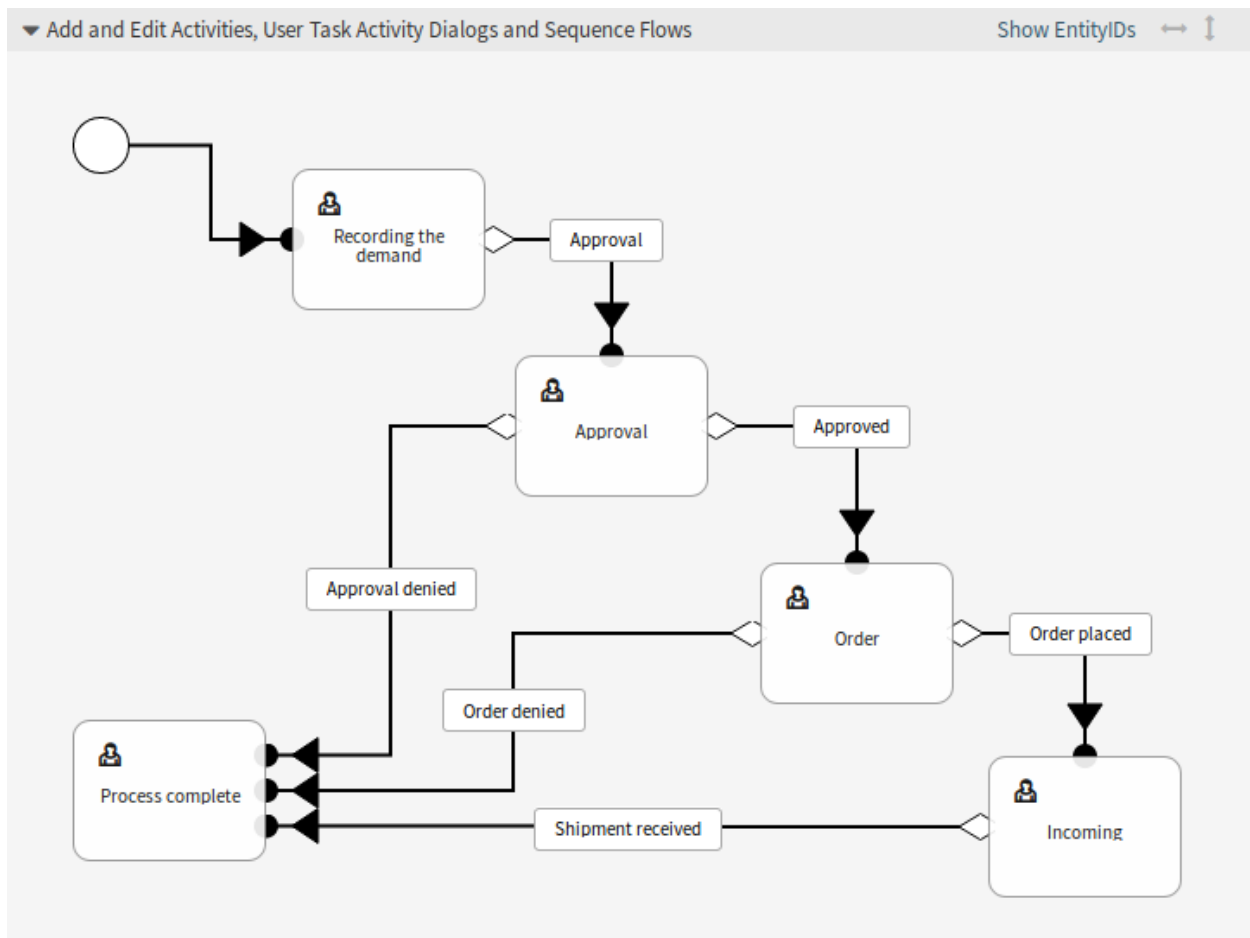 Add and Edit Activities, User Task Activity Dialogs and Sequence Flows
Show EntityIDs
Recording the
demand
Approval
Approval
Approved
Approval denied
Order
Order placed
Order denied
Process complete
Shipment received
Incoming